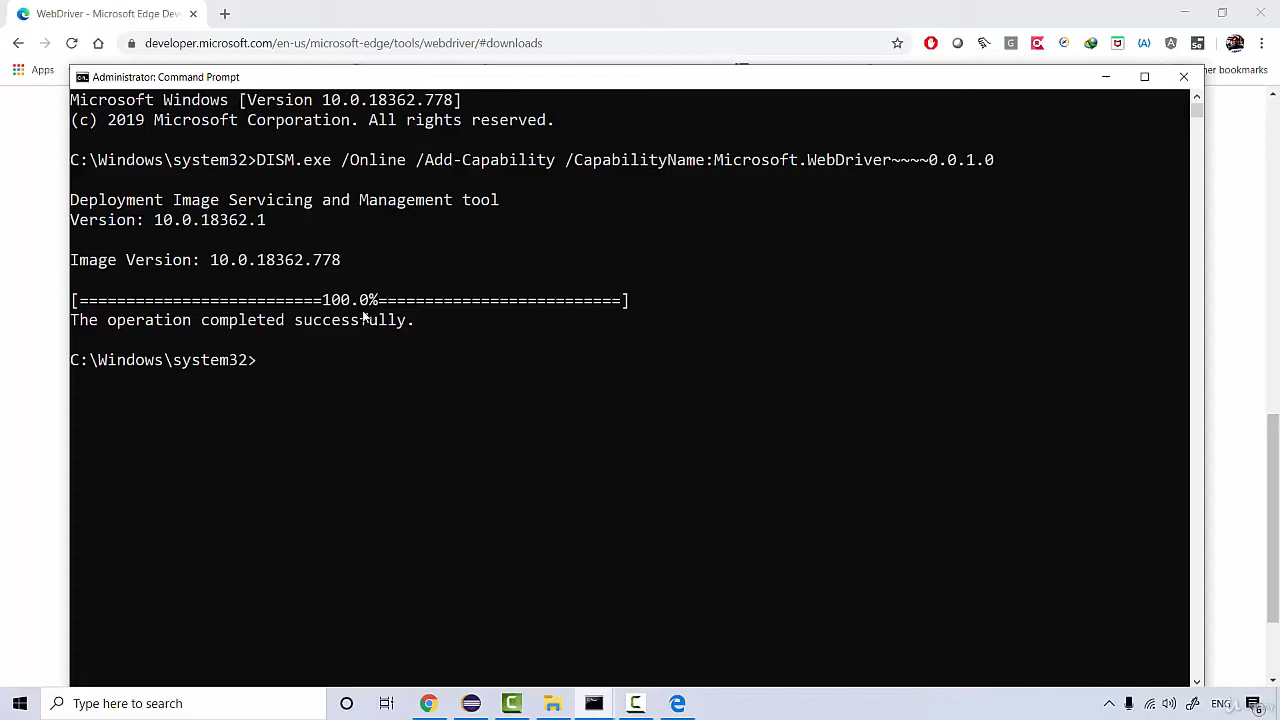 WebDriver - Microsoft Edge Dev
developer.microsoft.com/en-us/microsoft-edge/tools/webdriver/#downloads
Apps
her bookmarks
Administrator: Command Prompt
Microsoft Windows [Version 10.0.18362.778]
(c) 2019 Microsoft Corporation. All rights reserved.
C:\Windows\system32>DISM.exe /Online /Add-Capability /CapabilityName:Microsoft.WebDriver~~~~0.0.1.0
Deployment Image Servicing and Management tool
Version: 10.0.18362.1
Image Version: 10.0.18362.778
[==========================100.0%==========================]
The operation completed successfully.
C:\Windows\system32>
Type here to search
ENG